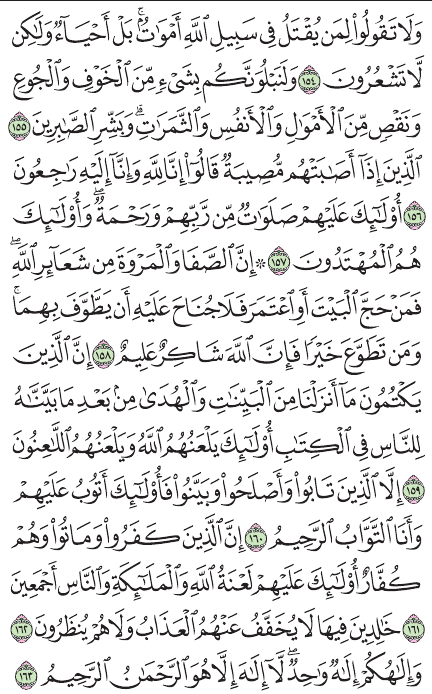 وَلَا تَقُولُوا۟ لِمَن يُقْتَلُ فِى سَبِيلِ ٱللَّهِ أَمْوَٰتٌۢ ۚ بَلْ أَحْيَآءٌ وَلَٰكِن
لَّا تَشْعُرُونَ ١٥٤ وَلَنَبْلُوَنَّكُم بِشَىْءٍ مِّنَ ٱلْخَوْفِ وَٱلْجُوعِ
وَنَقْصٍ مِّنَ ٱلْأَمْوَٰلِ وَٱلْأَنفُسِ وَٱلثَّمَرَٰتِ ۗ وَبَشِّرِ ٱلصَّٰبِرِينَ ١٥٥
ٱلَّذِينَ إِذَآ أَصَٰبَتْهُم مُّصِيبَةٌ قَالُوٓا۟ إِنَّا لِلَّهِ وَإِنَّآ إِلَيْهِ رَٰجِعُونَ
١٥٦ أُو۟لَٰٓئِكَ عَلَيْهِمْ صَلَوَٰتٌ مِّن رَّبِّهِمْ وَرَحْمَةٌ ۖ وَأُو۟لَٰٓئِكَ
هُمُ ٱلْمُهْتَدُونَ ١٥٧ ۞ إِنَّ ٱلصَّفَا وَٱلْمَرْوَةَ مِن شَعَآئِرِ ٱللَّهِ ۖ
فَمَنْ حَجَّ ٱلْبَيْتَ أَوِ ٱعْتَمَرَ فَلَا جُنَاحَ عَلَيْهِ أَن يَطَّوَّفَ بِهِمَا ۚ
وَمَن تَطَوَّعَ خَيْرًا فَإِنَّ ٱللَّهَ شَاكِرٌ عَلِيمٌ ١٥٨ إِنَّ ٱلَّذِينَ
يَكْتُمُونَ مَآ أَنزَلْنَا مِنَ ٱلْبَيِّنَٰتِ وَٱلْهُدَىٰ مِنۢ بَعْدِ مَا بَيَّنَّٰهُ
لِلنَّاسِ فِى ٱلْكِتَٰبِ أُو۟لَٰٓئِكَ يَلْعَنُهُمُ ٱللَّهُ وَيَلْعَنُهُمُ ٱللَّٰعِنُونَ
١٥٩ إِلَّا ٱلَّذِينَ تَابُوا۟ وَأَصْلَحُوا۟ وَبَيَّنُوا۟ فَأُو۟لَٰٓئِكَ أَتُوبُ عَلَيْهِمْ
وَأَنَا ٱلتَّوَّابُ ٱلرَّحِيمُ ١٦٠ إِنَّ ٱلَّذِينَ كَفَرُوا۟ وَمَاتُوا۟ وَهُمْ
كُفَّارٌ أُو۟لَٰٓئِكَ عَلَيْهِمْ لَعْنَةُ ٱللَّهِ وَٱلْمَلَٰٓئِكَةِ وَٱلنَّاسِ أَجْمَعِينَ
١٦١ خَٰلِدِينَ فِيهَا لَا يُخَفَّفُ عَنْهُمُ ٱلْعَذَابُ وَلَا هُمْ يُنظَرُونَ ١٦٢
وَإِلَٰهُكُمْ إِلَٰهٌ وَٰحِدٌ ۖ لَّآ إِلَٰهَ إِلَّا هُوَ ٱلرَّحْمَٰنُ ٱلرَّحِيمُ ١٦٣